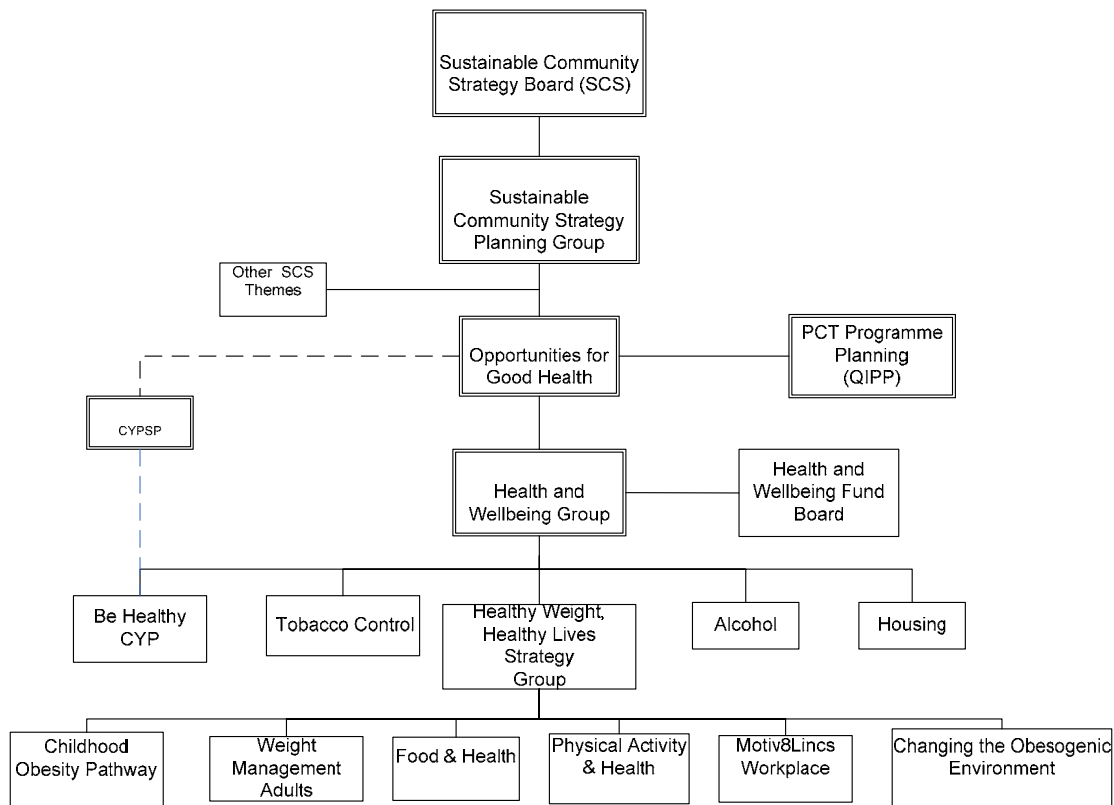 Sustainable Community
Strategy Board (SCS)
Sustainable
Community Strategy
Planning Group
Other SCS
Themes
Opportunities for
Good Health
PCT Programme
Planning
(QIPP)
CYPSP
Health and
Wellbeing Group
Health and
Wellbeing Fund
Board
Be Healthy
CYP
Tobacco Control
Healthy Weight,
Healthy Lives
Strategy
Group
Alcohol
Housing
Childhood
Obesity Pathway
Weight
Management
Adults
Food & Health
Physical Activity
& Health
Motiv8Lincs
Workplace
Changing the Obesogenic
Environment